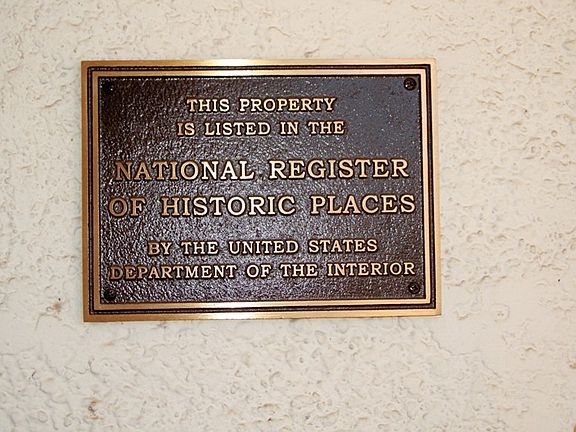 THIS PROPERTY
IS LISTED IN THE
NATIONAL REGISTER
OF HISTORIC PLACES
BY THE UNITED STATES
DEPARTMENT OF THE INTERIOR